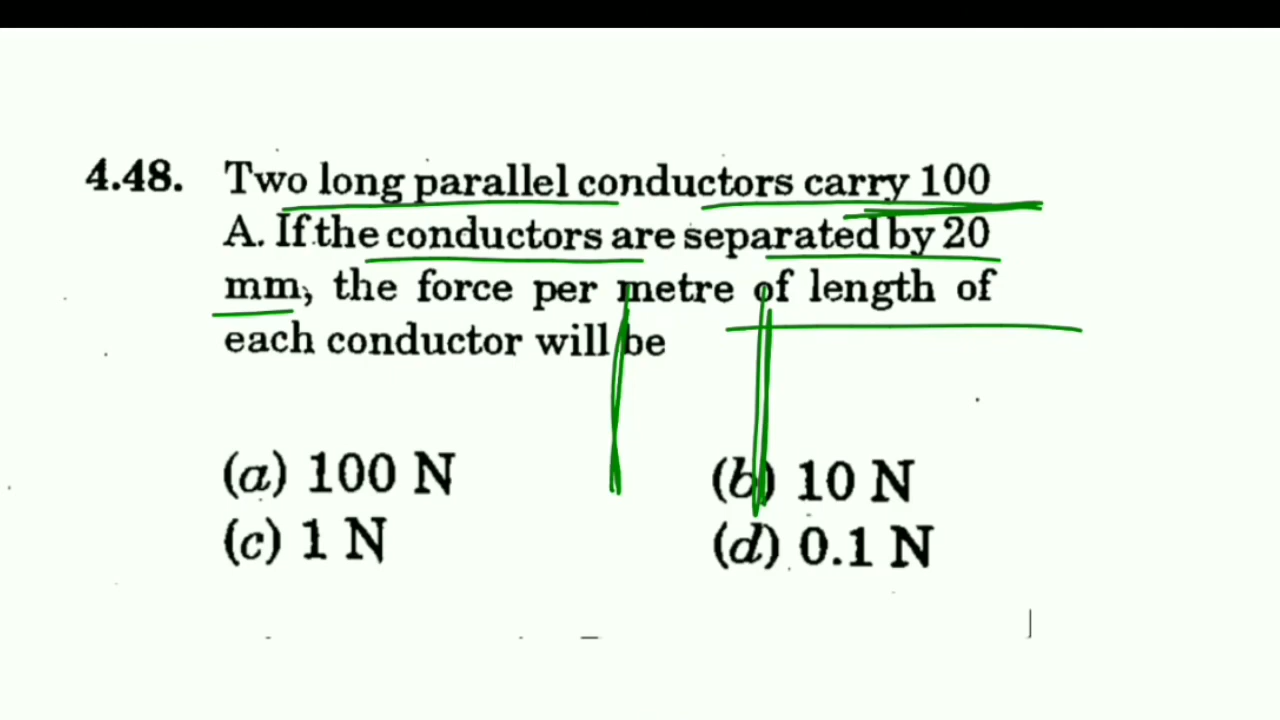 4.48. Two long parallel conductors carry 100
A. If the conductors are separated by 20
mm, the force per metre of length of
each conductor will be
(a) 100 N (b) 10 N
(c) 1 N (d) 0.1 N